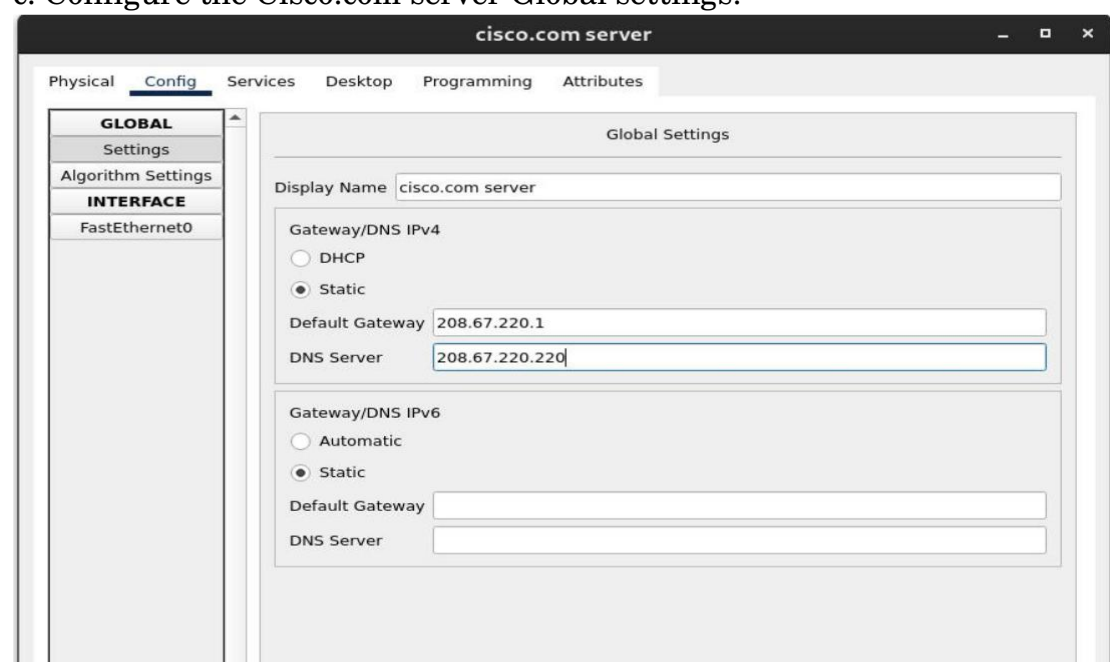 c. Configure the Cisco.com server Global settings.
cisco.com server
Physical Config Services Desktop Programming Attributes
GLOBAL
Settings
Algorithm Settings
INTERFACE
FastEthernet0
Global Settings
Display Name cisco.com server
Gateway/DNS IPv4
DHCP
Static
Default Gateway 208.67.220.1
DNS Server 208.67.220.220
Gateway/DNS IPv6
Automatic
Static
Default Gateway
DNS Server